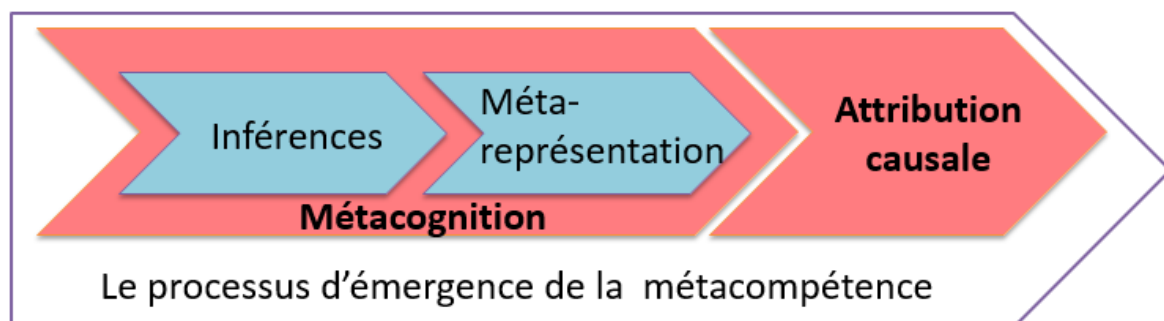 Inférences
Méta-
représentation
Métacognition
Attribution
causale
Le processus d’émergence de la  métacompétence